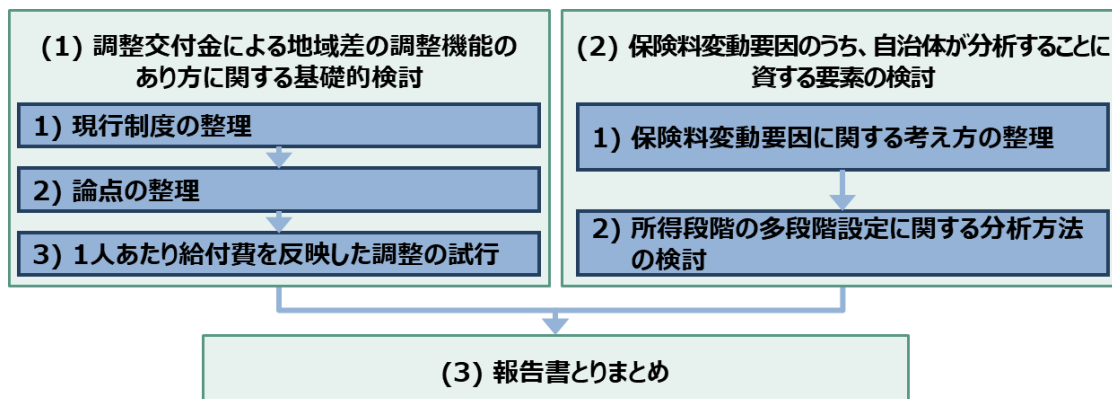 (1) 調整交付金による地域差の調整機能の
あり方に関する基礎的検討
1) 現行制度の整理
2) 論点の整理
3) 1人あたり給付費を反映した調整の試行
(2) 保険料変動要因のうち、自治体が分析することに
資する要素の検討
1) 保険料変動要因に関する考え方の整理
2) 所得段階の多段階設定に関する分析方法
の検討
(3) 報告書とりまとめ